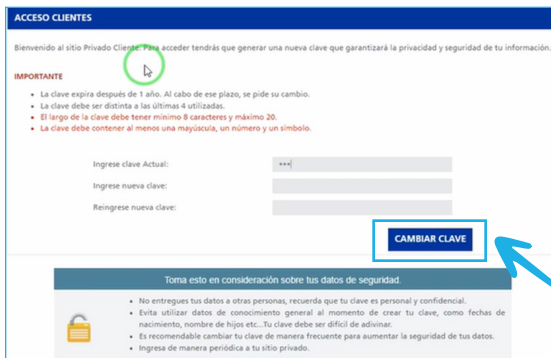 ACCESO CLIENTES
Bienvenido al sitio Privado Cliente. Para acceder tendrás que generar una nueva clave que garantizará la privacidad y seguridad de tu información.
IMPORTANTE
• La clave expira después de 1 año. Al cabo de ese plazo, se pide su cambio.
• La clave debe ser distinta a las últimas 4 utilizadas.
• El largo de la clave debe tener mínimo 8 caracteres y máximo 20.
• La clave debe contener al menos una mayúscula, un número y un símbolo.
Ingrese clave Actual: ***
Ingrese nueva clave:
Reingrese nueva clave:
CAMBIAR CLAVE
Toma esto en consideración sobre tus datos de seguridad.
• No entregues tus datos a otras personas, recuerda que tu clave es personal y confidencial.
• Evita utilizar datos de conocimiento general al momento de crear tu clave, como fechas de
nacimiento, nombre de hijos etc...Tu clave debe ser difícil de adivinar.
• Es recomendable cambiar tu clave de manera frecuente para aumentar la seguridad de tus datos.
• Ingresa de manera periódica a tu sitio privado.